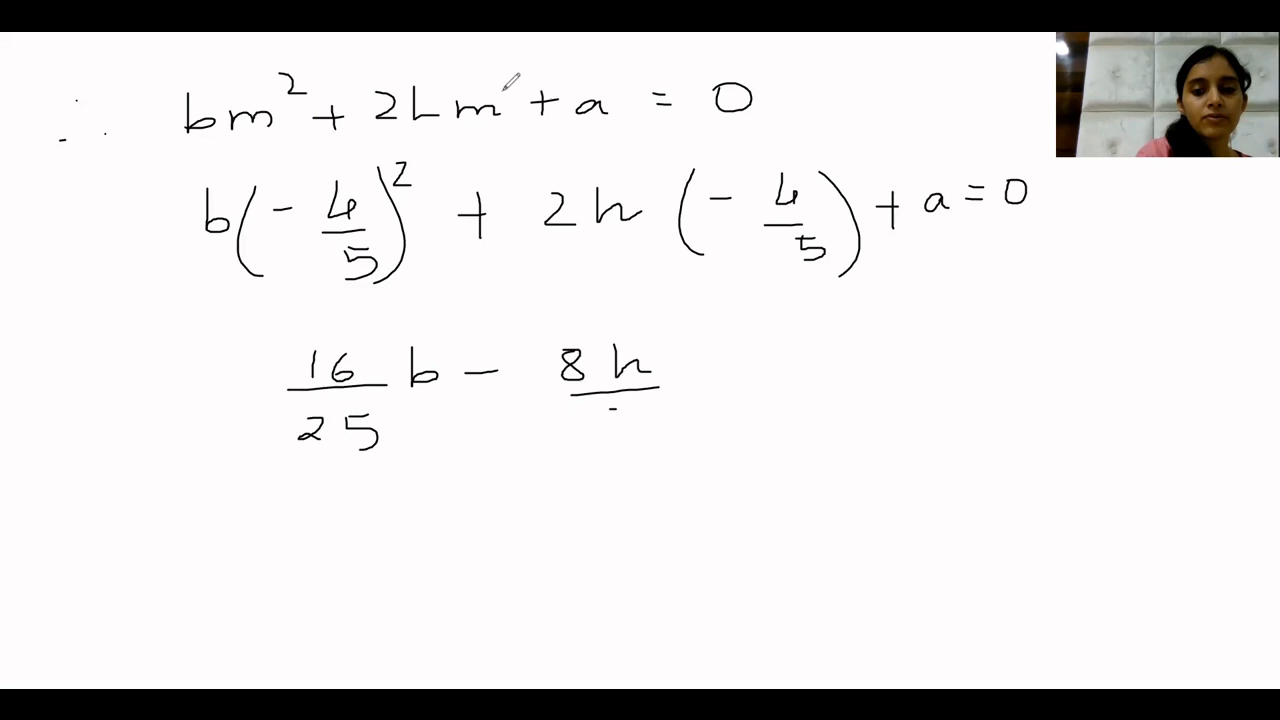 ∴ bm² + 2hm + a = 0
b(-4/5)² + 2h(-4/5) + a = 0
16/25 b - 8h/